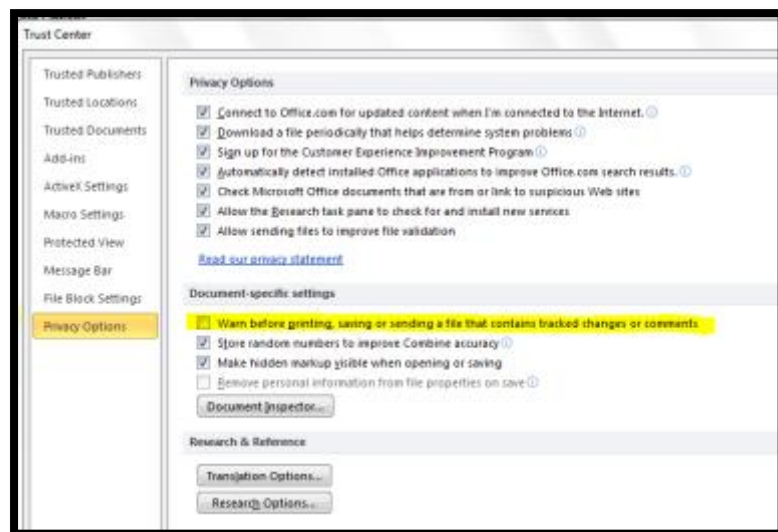 Trust Center
Trusted Publishers
Trusted Locations
Trusted Documents
Add-ins
ActiveX Settings
Macro Settings
Protected View
Message Bar
File Block Settings
Privacy Options
Privacy Options
Connect to Office.com for updated content when I'm connected to the Internet.
Download a file periodically that helps determine system problems
Sign up for the Customer Experience Improvement Program
Automatically detect installed Office applications to improve Office.com search results.
Check Microsoft Office documents that are from or link to suspicious Web sites
Allow the Research task pane to check for and install new services
Allow sending files to improve file validation
Read our privacy statement
Document-specific settings
Warn before printing, saving or sending a file that contains tracked changes or comments
Store random numbers to improve Combine accuracy
Make hidden markup visible when opening or saving
Remove personal information from file properties on save
Document Inspector...
Research & Reference
Translation Options...
Research Options...